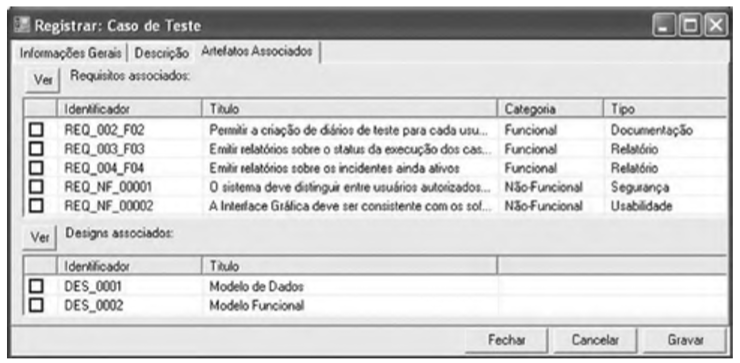 Registrar: Caso de Teste
Informações Gerais Descrição Artefatos Associados
Ver Requisitos associados:
Identificador Título Categoria Tipo
REQ_002_F02 Permitir a criação de diários de teste para cada usu... Funcional Documentação
REQ_003_F03 Emitir relatórios sobre o status da execução dos cas... Funcional Relatório
REQ_004_F04 Emitir relatórios sobre os incidentes ainda ativos Funcional Relatório
REQ_NF_00001 O sistema deve distinguir entre usuários autorizados... Não-Funcional Segurança
REQ_NF_00002 A Interface Gráfica deve ser consistente com os sof... Não-Funcional Usabilidade
Ver Designs associados:
Identificador Título
DES_0001 Modelo de Dados
DES_0002 Modelo Funcional
Fechar Cancelar Gravar